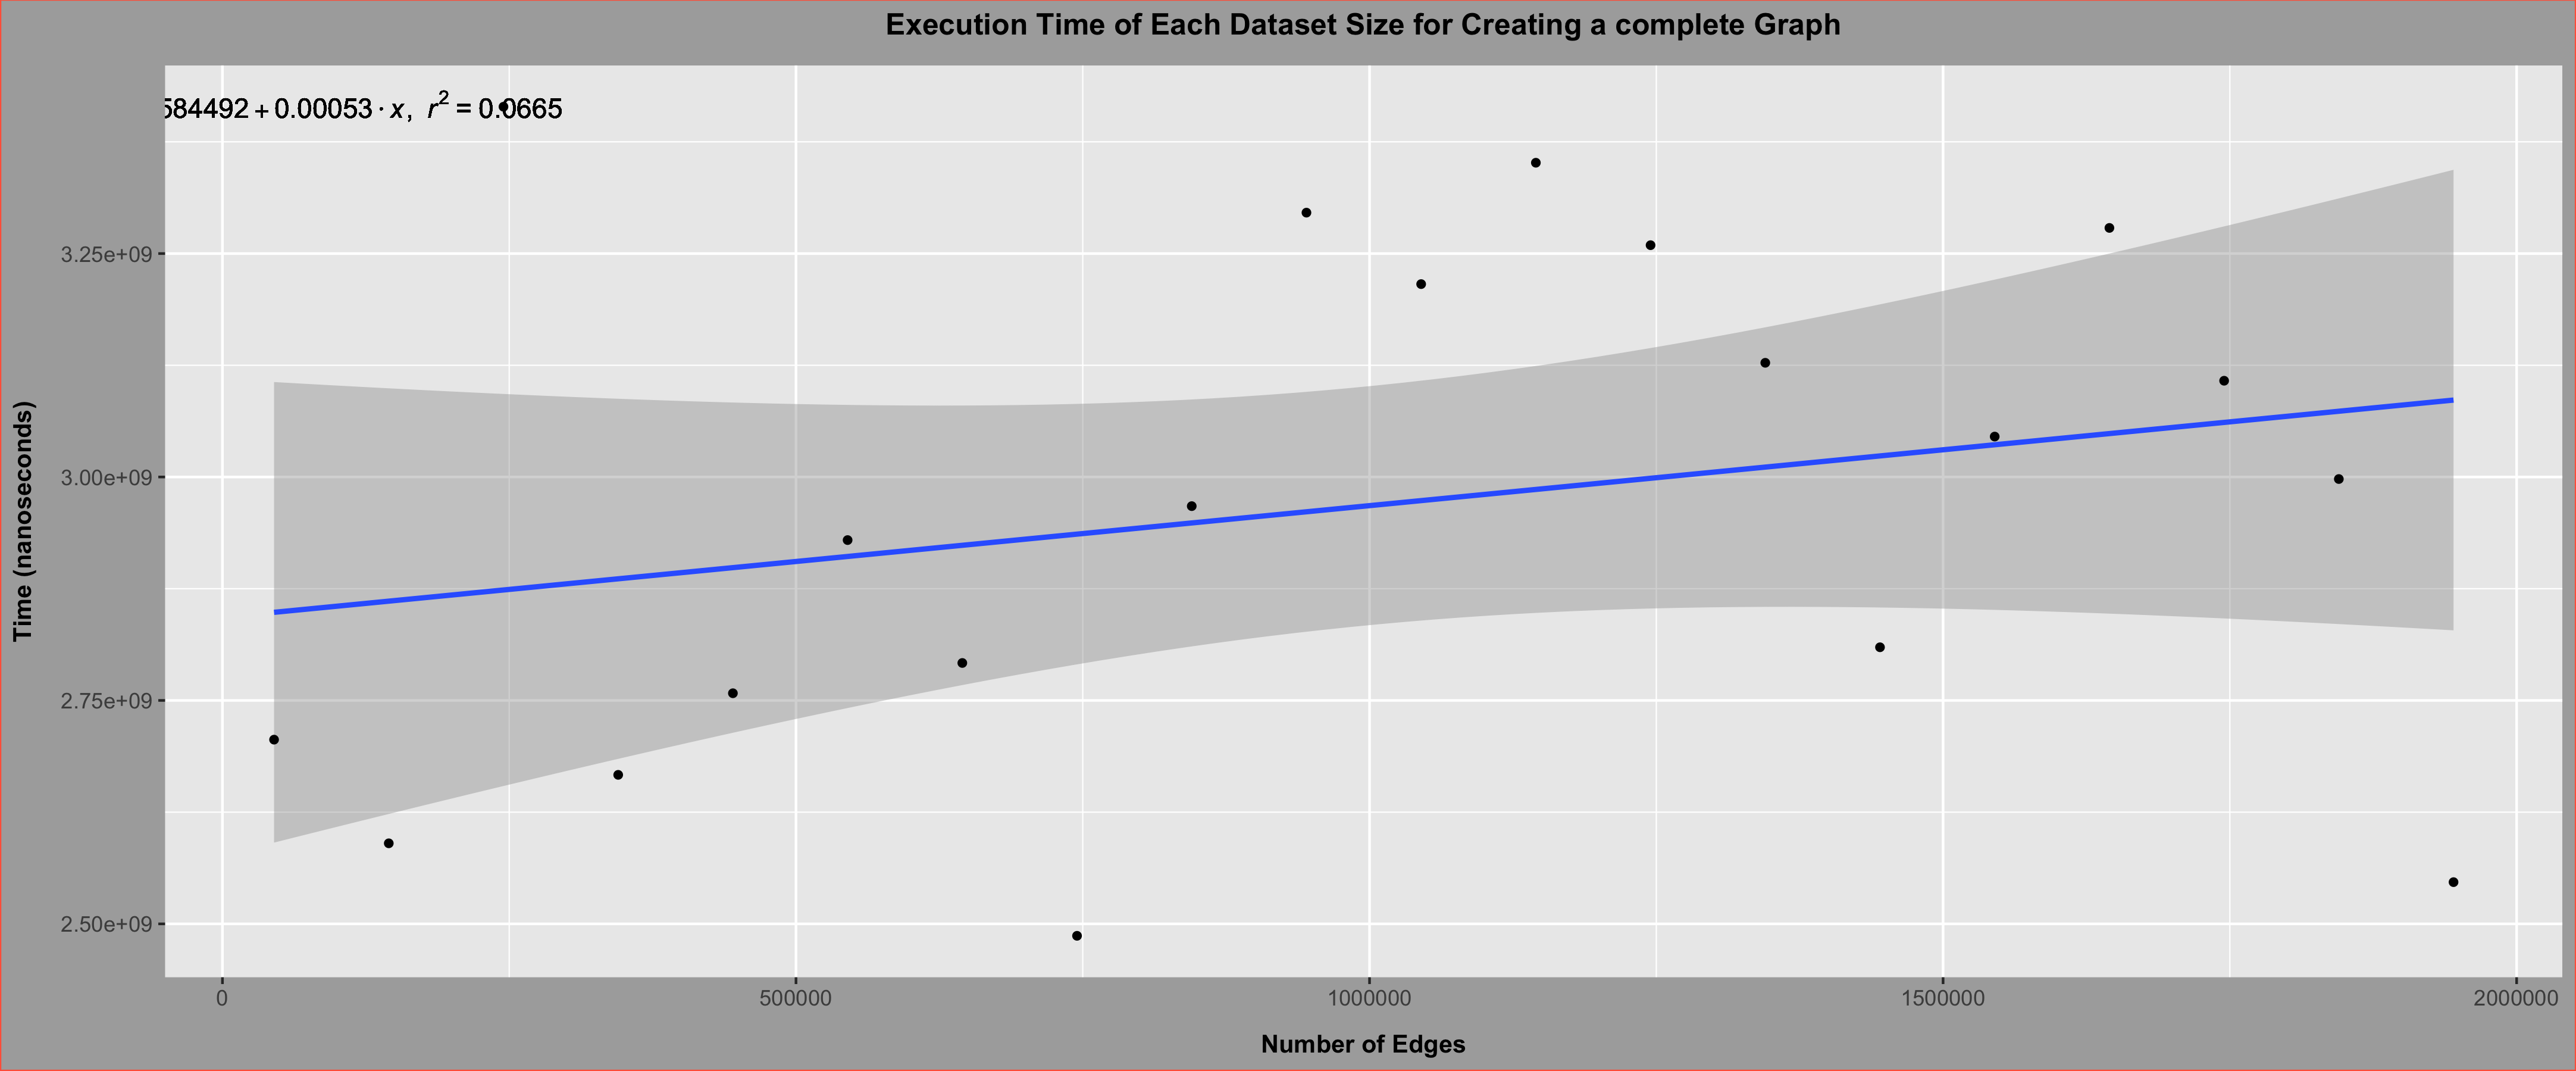 Execution Time of Each Dataset Size for Creating a complete Graph
584492 + 0.00053 · x, r² = 0.0665
3.25e+09
3.00e+09
2.75e+09
2.50e+09
Time (nanoseconds)
0 500000 1000000 1500000 2000000
Number of Edges